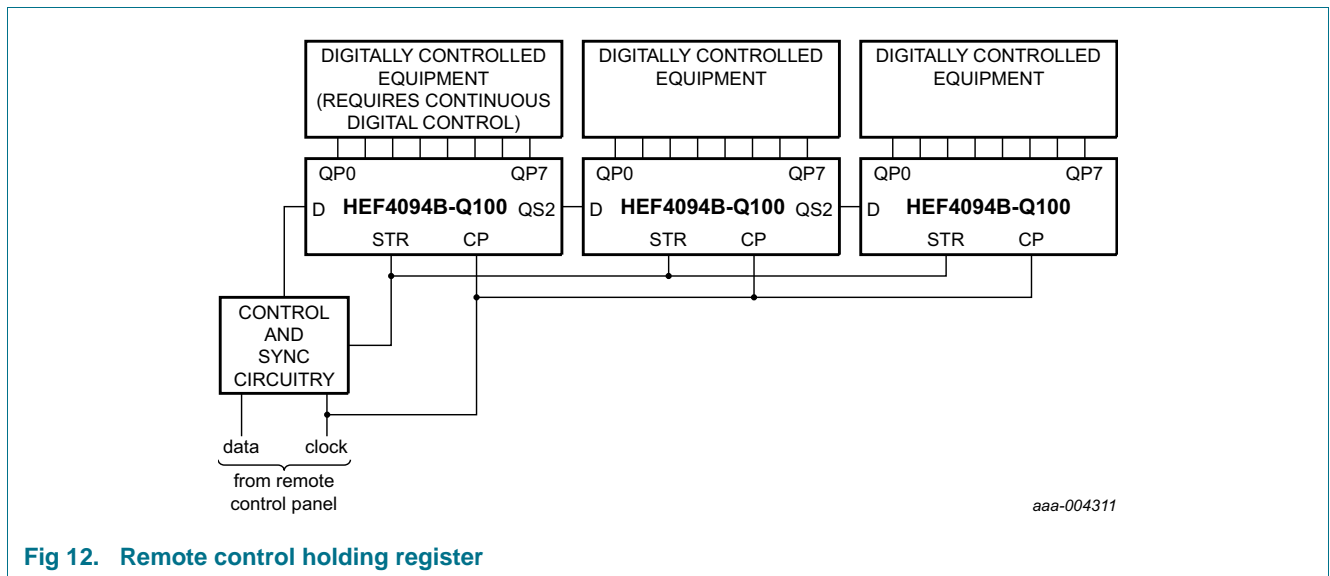 DIGITALLY CONTROLLED
EQUIPMENT
(REQUIRES CONTINUOUS
DIGITAL CONTROL)
DIGITALLY CONTROLLED
EQUIPMENT
DIGITALLY CONTROLLED
EQUIPMENT
QP0 QP7
D HEF4094B-Q100 QS2
STR CP
QP0 QP7
D HEF4094B-Q100 QS2
STR CP
QP0 QP7
D HEF4094B-Q100
STR CP
CONTROL
AND
SYNC
CIRCUITRY
data clock
from remote
control panel
aaa-004311
Fig 12. Remote control holding register